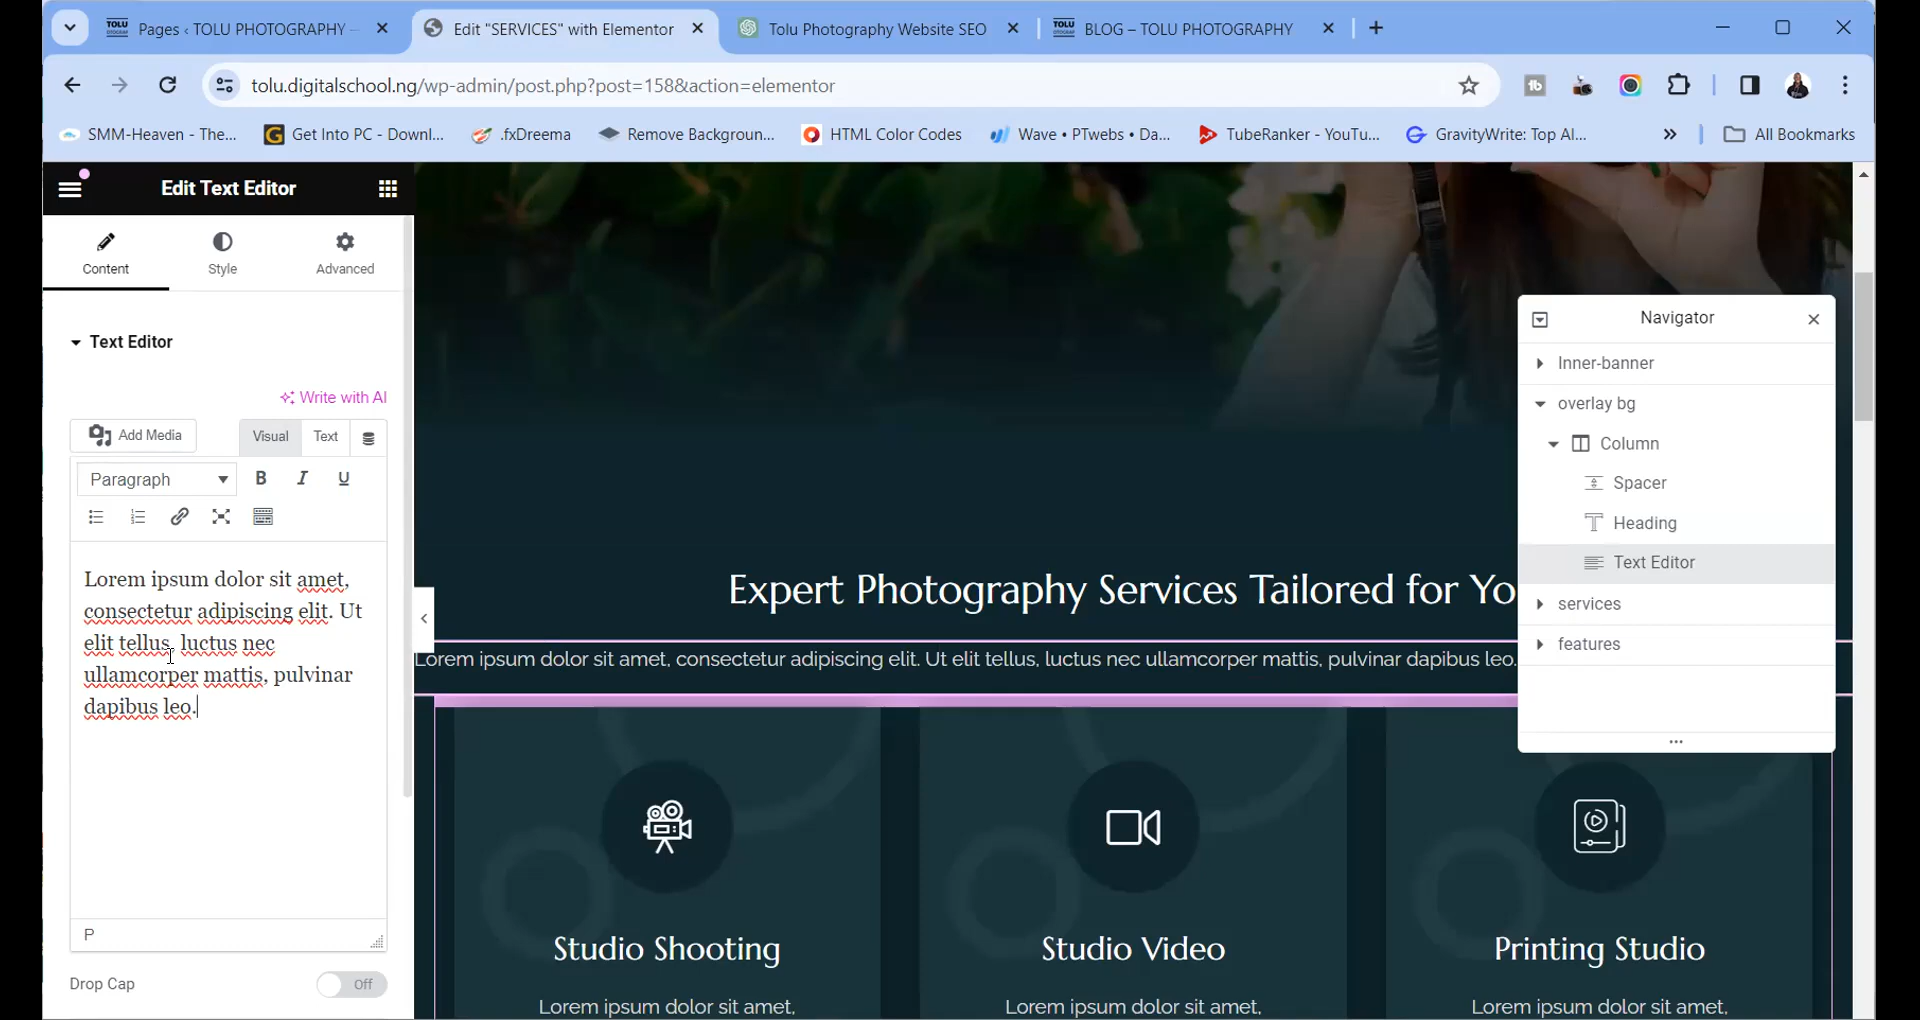 TOLU
Pages ‹ TOLU PHOTOGRAPHY –
Edit "SERVICES" with Elementor
Tolu Photography Website SEO
TOLU
BLOG – TOLU PHOTOGRAPHY
tolu.digitalschool.ng/wp-admin/post.php?post=158&action=elementor
tb
SMM-Heaven - The...
G
Get Into PC - Downl...
.fxDreema
Remove Backgroun...
HTML Color Codes
Wave • PTwebs • Da...
TubeRanker - YouTu...
GravityWrite: Top AI...
»
All Bookmarks
Edit Text Editor
Content
Style
Advanced
Text Editor
Write with AI
Add Media
Visual
Text
Paragraph
B
I
U
Lorem ipsum dolor sit amet,
consectetur adipiscing elit. Ut
elit tellus, luctus nec
ullamcorper mattis, pulvinar
dapibus leo.
P
Drop Cap
Off
Expert Photography Services Tailored for Yo
Lorem ipsum dolor sit amet, consectetur adipiscing elit. Ut elit tellus, luctus nec ullamcorper mattis, pulvinar dapibus leo.
Studio Shooting
Studio Video
Printing Studio
Lorem ipsum dolor sit amet,
Lorem ipsum dolor sit amet,
Lorem ipsum dolor sit amet,
Navigator
Inner-banner
overlay bg
Column
Spacer
Heading
Text Editor
services
features